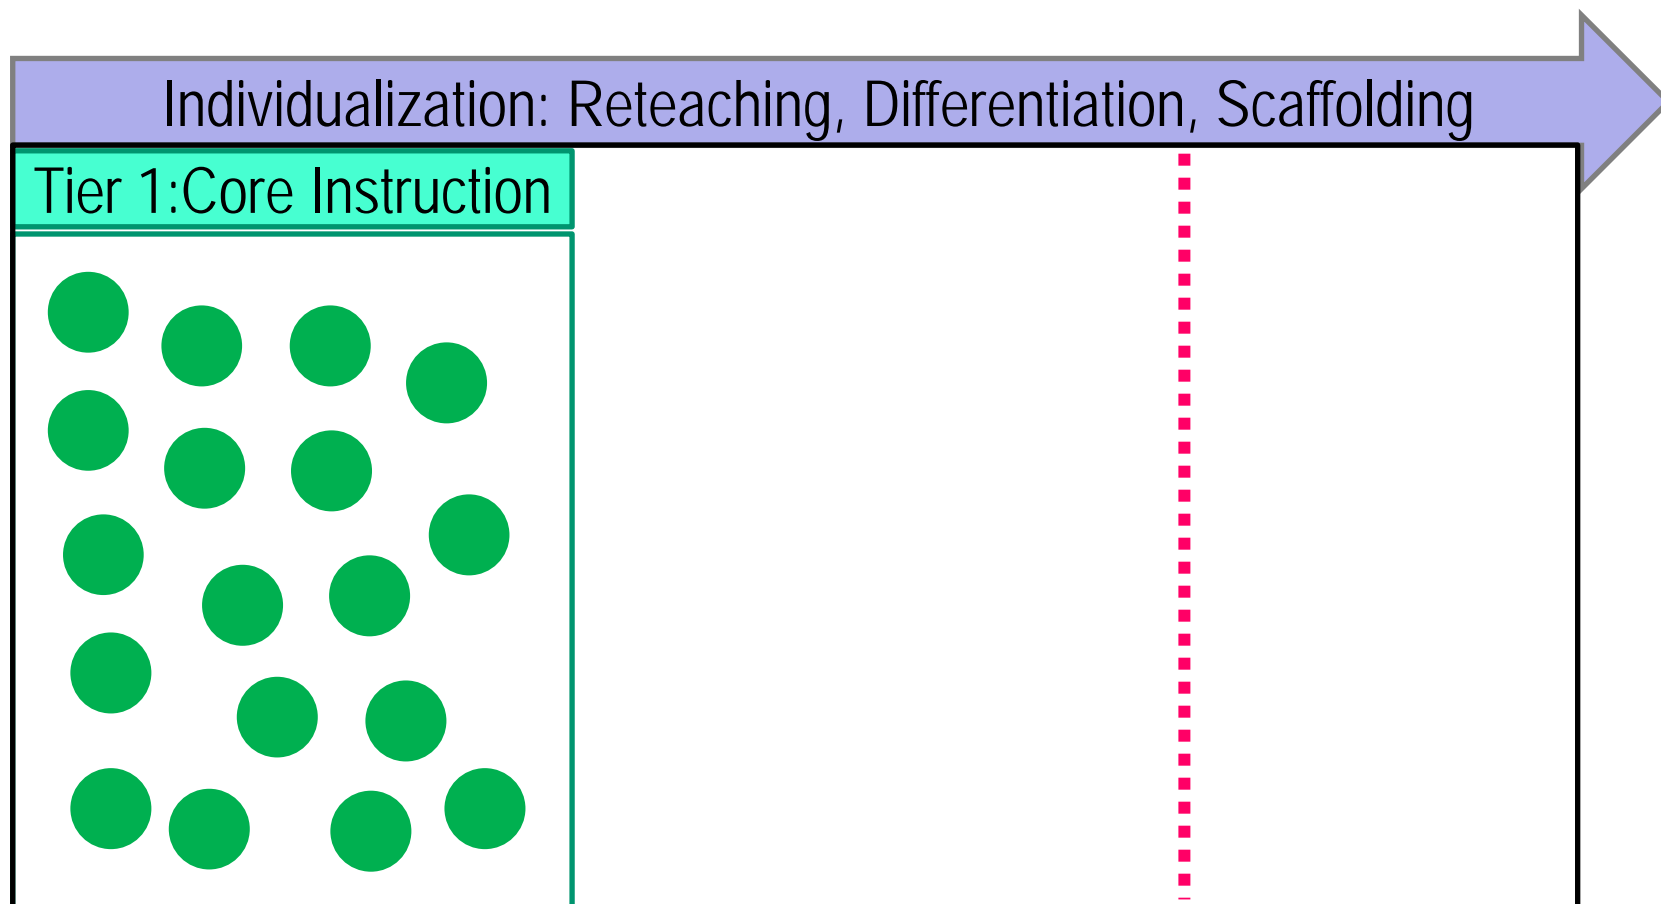 Individualization: Reteaching, Differentiation, Scaffolding
Tier 1:Core Instruction